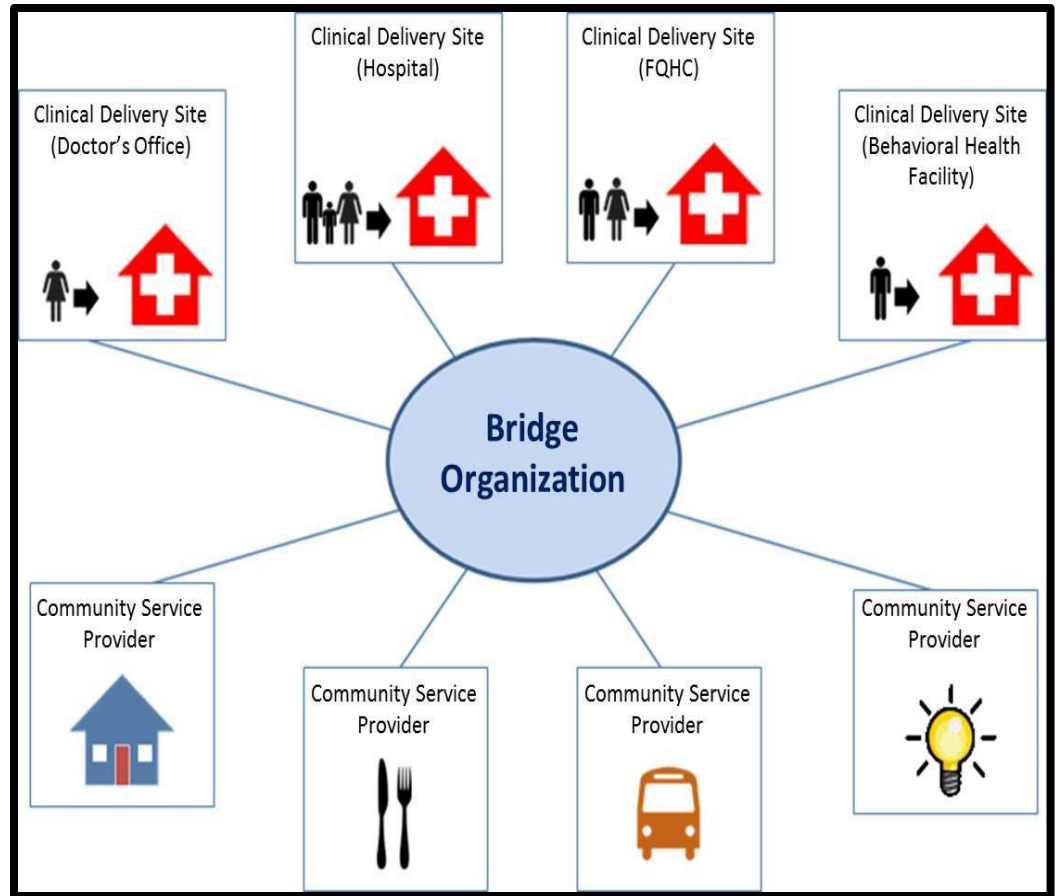 Clinical Delivery Site
(Hospital)
Clinical Delivery Site
(FQHC)
Clinical Delivery Site
(Doctor's Office)
Clinical Delivery Site
(Behavioral Health
Facility)
Bridge
Organization
Community Service
Provider
Community Service
Provider
Community Service
Provider
Community Service
Provider